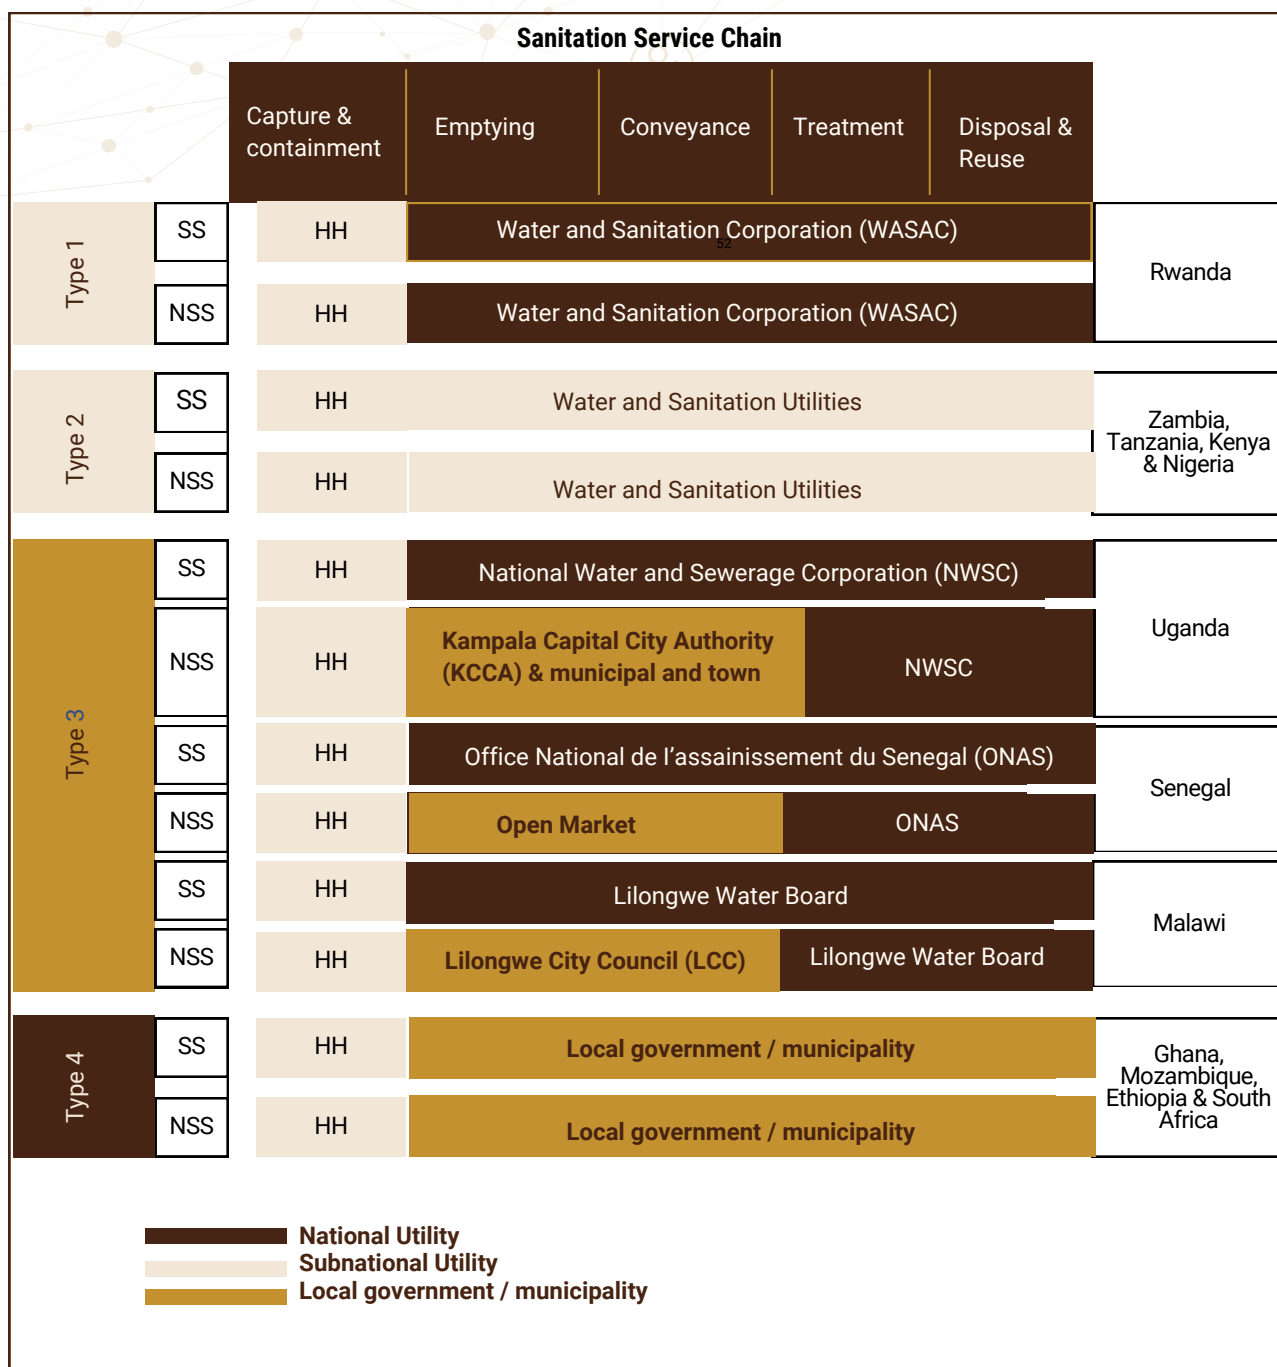 Sanitation Service Chain
Capture &
containment
Emptying
Conveyance
Treatment
Disposal &
Reuse
Type 1
SS
HH
Water and Sanitation Corporation (WASAC)
52
Rwanda
NSS
HH
Water and Sanitation Corporation (WASAC)
Type 2
SS
HH
Water and Sanitation Utilities
Zambia,
Tanzania, Kenya
& Nigeria
NSS
HH
Water and Sanitation Utilities
Type 3
SS
HH
National Water and Sewerage Corporation (NWSC)
Uganda
NSS
HH
Kampala Capital City Authority
(KCCA) & municipal and town
NWSC
SS
HH
Office National de l’assainissement du Senegal (ONAS)
Senegal
NSS
HH
Open Market
ONAS
SS
HH
Lilongwe Water Board
Malawi
NSS
HH
Lilongwe City Council (LCC)
Lilongwe Water Board
Type 4
SS
HH
Local government / municipality
Ghana,
Mozambique,
Ethiopia & South
Africa
NSS
HH
Local government / municipality
National Utility
Subnational Utility
Local government / municipality